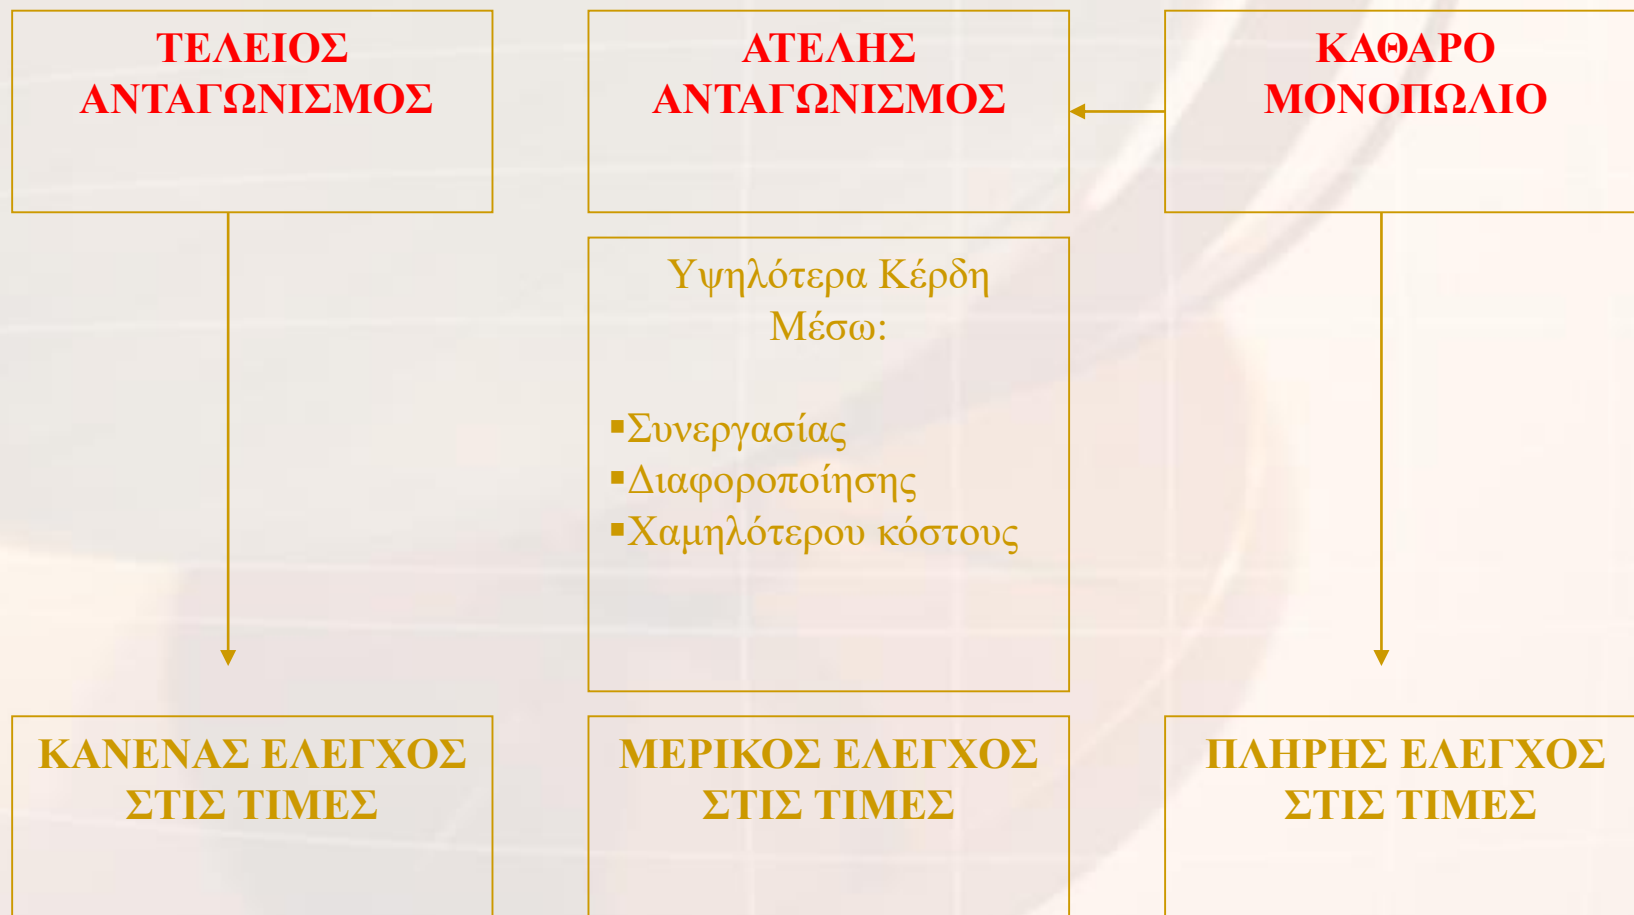 ΤΕΛΕΙΟΣ
ΑΝΤΑΓΩΝΙΣΜΟΣ
ΑΤΕΛΗΣ
ΑΝΤΑΓΩΝΙΣΜΟΣ
ΚΑΘΑΡΟ
ΜΟΝΟΠΩΛΙΟ
Υψηλότερα Κέρδη
Μέσω:
▪Συνεργασίας
▪Διαφοροποίησης
▪Χαμηλότερου κόστους
ΚΑΝΕΝΑΣ ΕΛΕΓΧΟΣ
ΣΤΙΣ ΤΙΜΕΣ
ΜΕΡΙΚΟΣ ΕΛΕΓΧΟΣ
ΣΤΙΣ ΤΙΜΕΣ
ΠΛΗΡΗΣ ΕΛΕΓΧΟΣ
ΣΤΙΣ ΤΙΜΕΣ